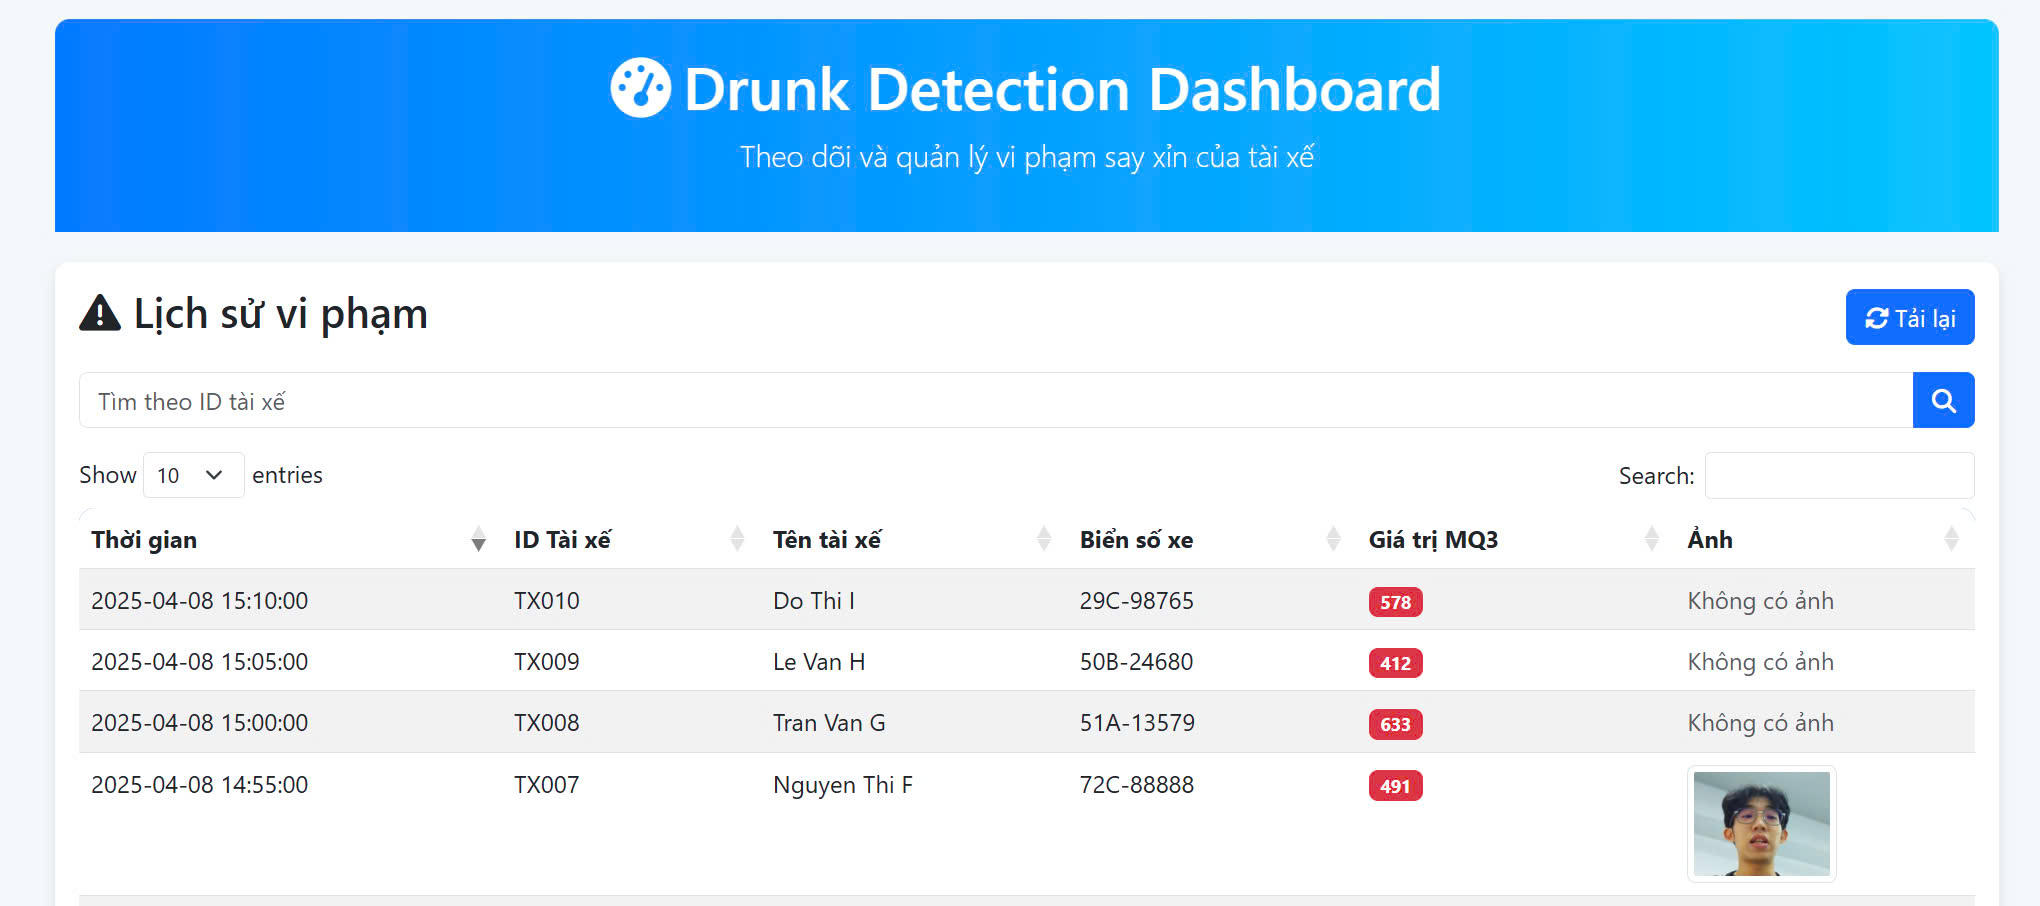 Drunk Detection Dashboard
Theo dõi và quản lý vi phạm say xỉn của tài xế
Lịch sử vi phạm
Tải lại
Tìm theo ID tài xế
Show 10 entries
Search:
Thời gian ID Tài xế Tên tài xế Biển số xe Giá trị MQ3 Ảnh
2025-04-08 15:10:00 TX010 Do Thi I 29C-98765 578 Không có ảnh
2025-04-08 15:05:00 TX009 Le Van H 50B-24680 412 Không có ảnh
2025-04-08 15:00:00 TX008 Tran Van G 51A-13579 633 Không có ảnh
2025-04-08 14:55:00 TX007 Nguyen Thi F 72C-88888 491